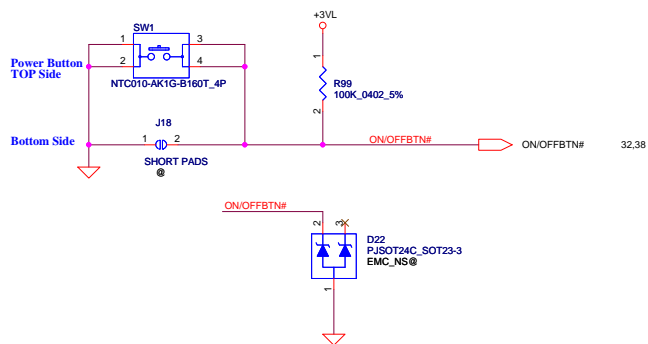 +3VL
SW1
1
3
2
4
Power Button
TOP Side
NTC010-AK1G-B160T_4P
1
R99
100K_0402_5%
2
J18
Bottom Side
1
2
SHORT PADS
@
ON/OFFBTN#
ON/OFFBTN#
32,38
ON/OFFBTN#
2
3
D22
PJSOT24C_SOT23-3
EMC_NS@
1